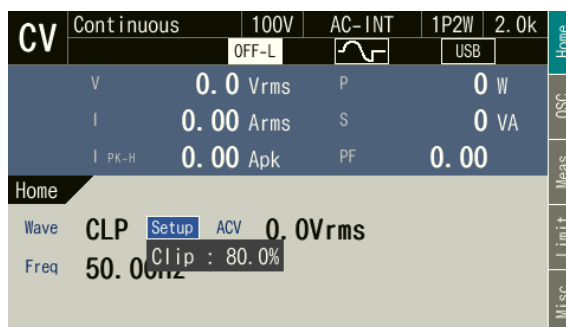 CV Continuous 100V AC-INT 1P2W 2.0k
OFF-L USB
V 0.0 Vrms P 0 W
I 0.00 Arms S 0 VA
I PK-H 0.00 Apk PF 0.00
Home
Wave CLP Setup ACV 0.0Vrms
Clip : 80.0%
Freq 50.00Hz
Home
OSC
Meas
Limit
Misc